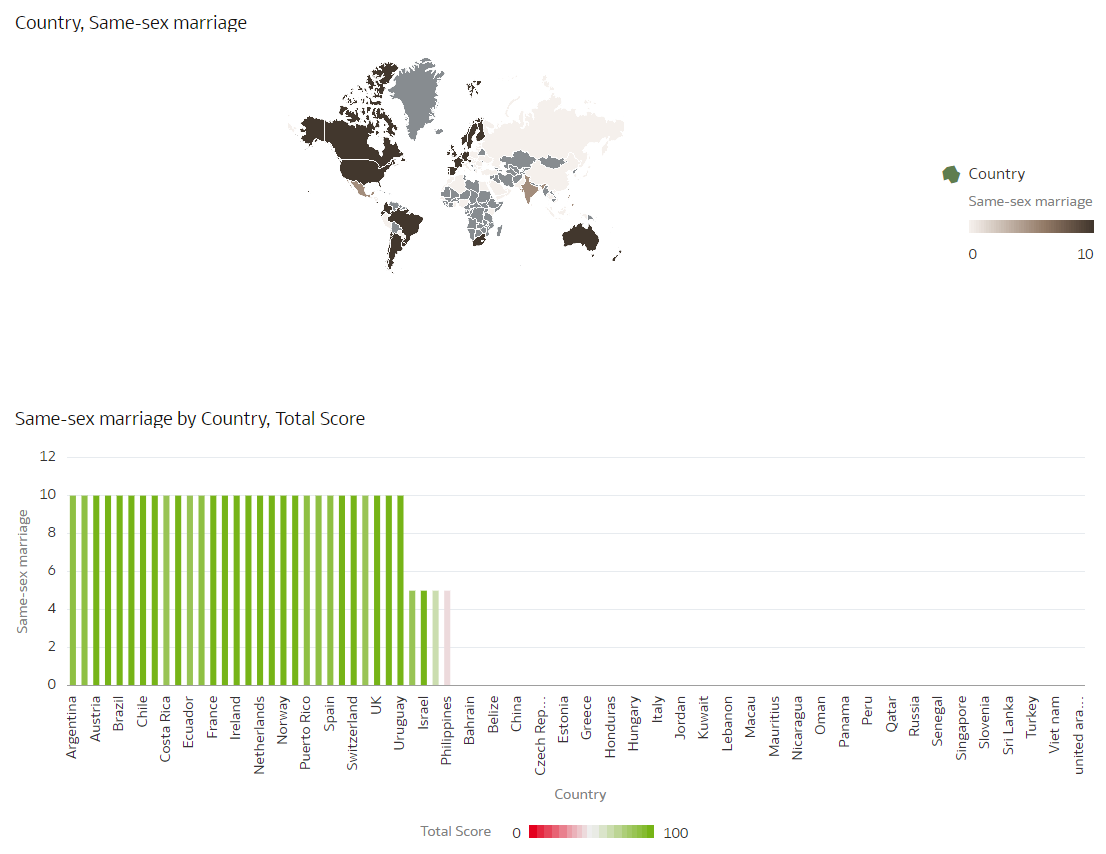 Country, Same-sex marriage
Country
Same-sex marriage
0
10
Same-sex marriage by Country, Total Score
12
10
8
6
4
2
0
Same-sex marriage
Argentina
Austria
Brazil
Chile
Costa Rica
Ecuador
France
Ireland
Netherlands
Norway
Puerto Rico
Spain
Switzerland
UK
Uruguay
Israel
Philippines
Bahrain
Belize
China
Czech Rep...
Estonia
Greece
Honduras
Hungary
Italy
Jordan
Kuwait
Lebanon
Macau
Mauritius
Nicaragua
Oman
Panama
Peru
Qatar
Russia
Senegal
Singapore
Slovenia
Sri Lanka
Turkey
Viet nam
united ara...
Country
Total Score 0 100